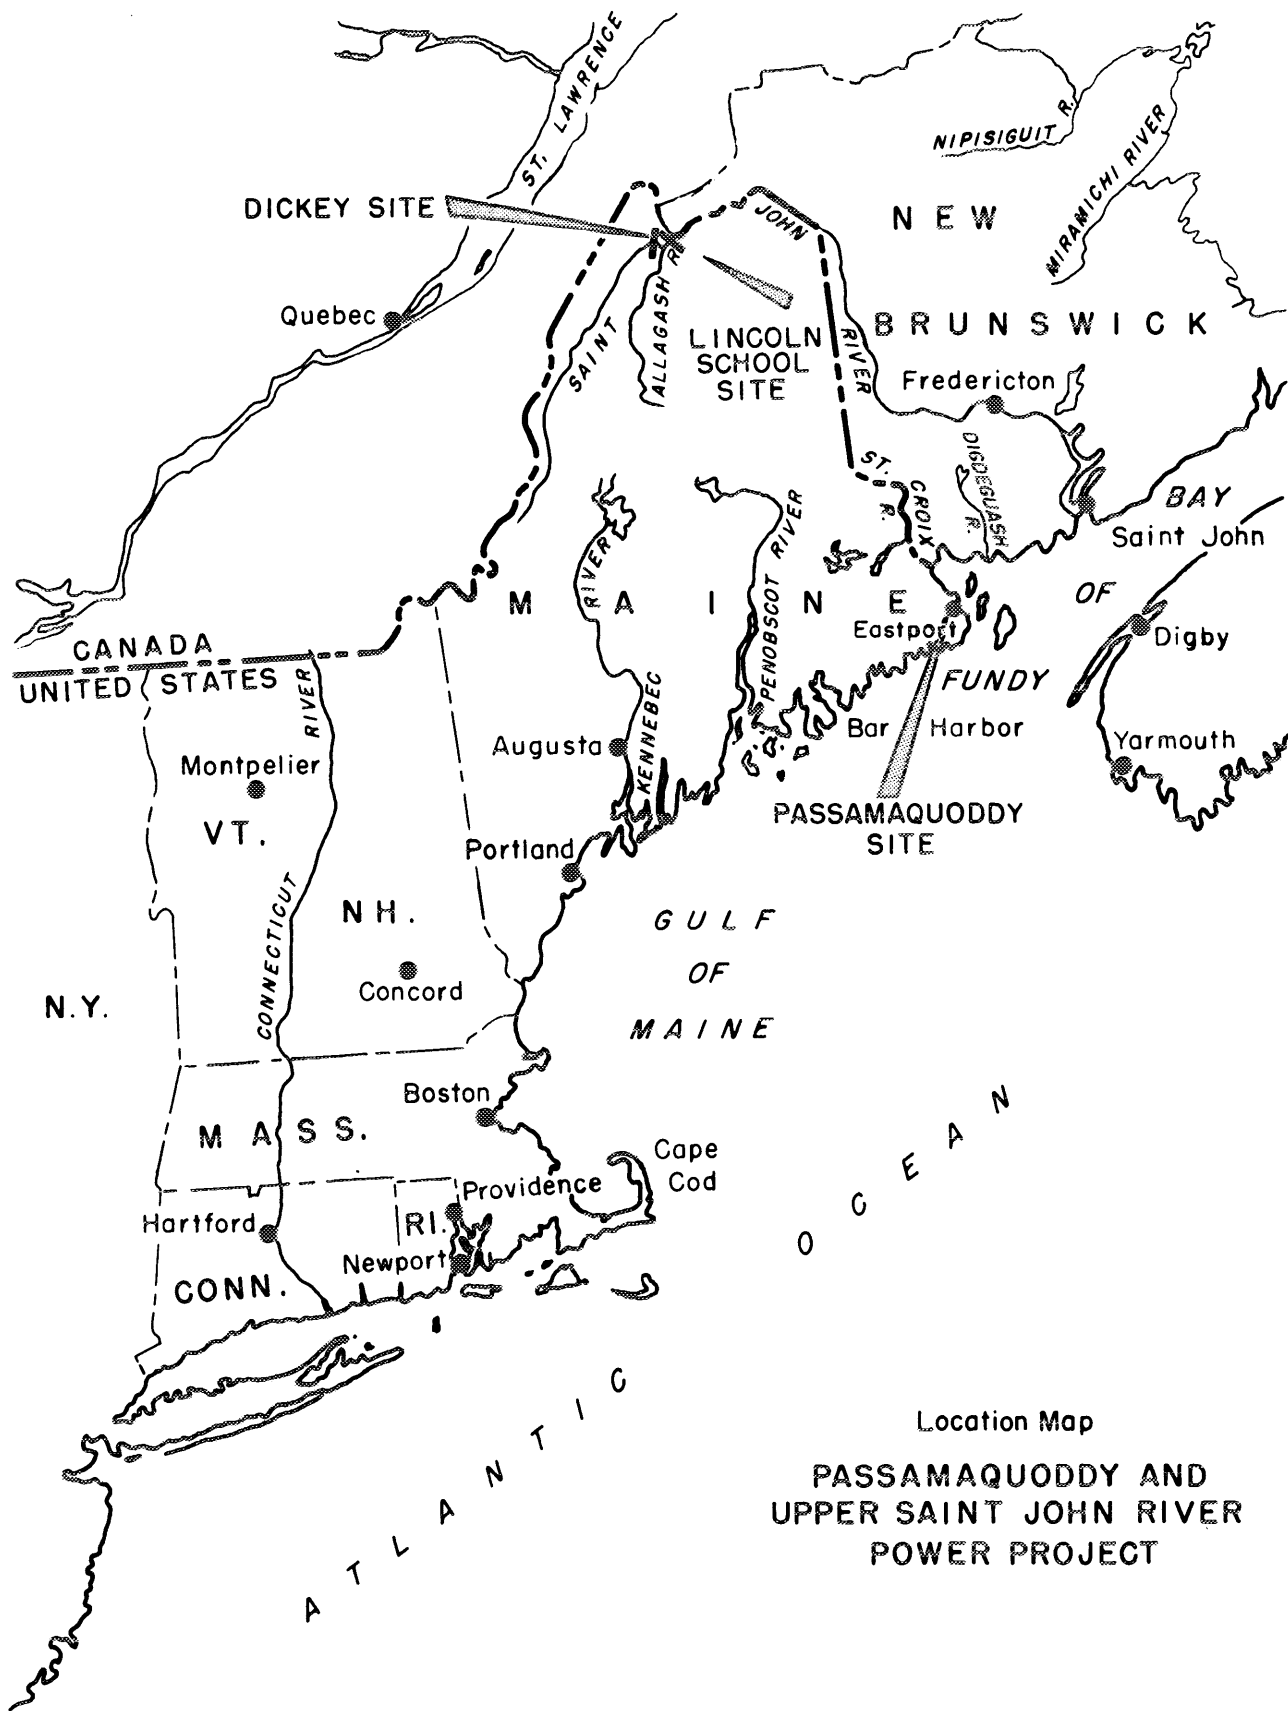 ST. LAWRENCE
NIPISIGUIT R.
MIRAMICHI RIVER
DICKEY SITE
JOHN
NEW
Quebec
SAINT
ALLAGASH R.
LINCOLN
SCHOOL
SITE
RIVER
BRUNSWICK
Fredericton
ST.
CROIX
R.
DIGDEGUASH
R.
BAY
Saint John
RIVER
PENOBSCOT RIVER
MAINE
OF
Eastport
Digby
CANADA
UNITED STATES
RIVER
FUNDY
KENNEBEC
Bar Harbor
Augusta
Yarmouth
Montpelier
VT.
PASSAMAQUODDY
SITE
Portland
CONNECTICUT
NH.
GULF
OF
MAINE
Concord
N.Y.
Boston
MASS.
Cape
Cod
Providence
Hartford
RI.
Newport
CONN.
ATLANTIC OCEAN
Location Map
PASSAMAQUODDY AND
UPPER SAINT JOHN RIVER
POWER PROJECT